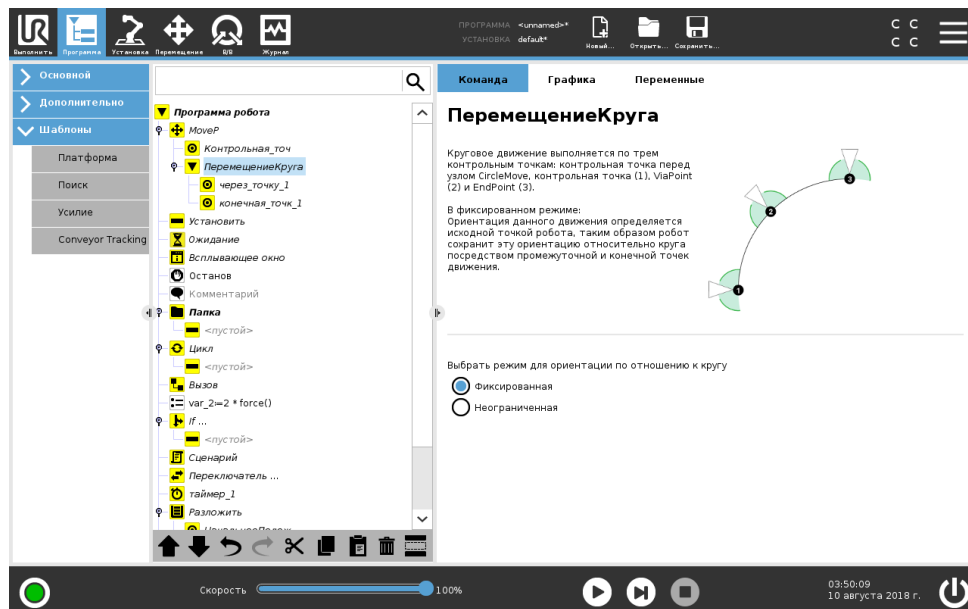 ПРОГРАММА <unnamed>*
УСТАНОВКА default*
Выполнить
Программа
Установка
Перемещение
В/В
Журнал
Новый...
Открыть...
Сохранить...
C C
C C
Основной
Дополнительно
Шаблоны
Платформа
Поиск
Усилие
Conveyor Tracking
Программа робота
MoveP
Контрольная_точ
ПеремещениеКруга
через_точку_1
конечная_точк_1
Установить
Ожидание
Всплывающее окно
Останов
Комментарий
Папка
<пустой>
Цикл
<пустой>
Вызов
var_2:=2 * force()
If ...
<пустой>
Сценарий
Переключатель ...
таймер_1
Разложить
Команда
Графика
Переменные
ПеремещениеКруга
Круговое движение выполняется по трем
контрольным точкам: контрольная точка перед
узлом CircleMove, контрольная точка (1), ViaPoint
(2) и EndPoint (3).
В фиксированном режиме:
Ориентация данного движения определяется
исходной точкой робота, таким образом робот
сохранит эту ориентацию относительно круга
посредством промежуточной и конечной точек
движения.
3
2
1
Выбрать режим для ориентации по отношению к кругу
Фиксированная
Неограниченная
Скорость
100%
03:50:09
10 августа 2018 г.